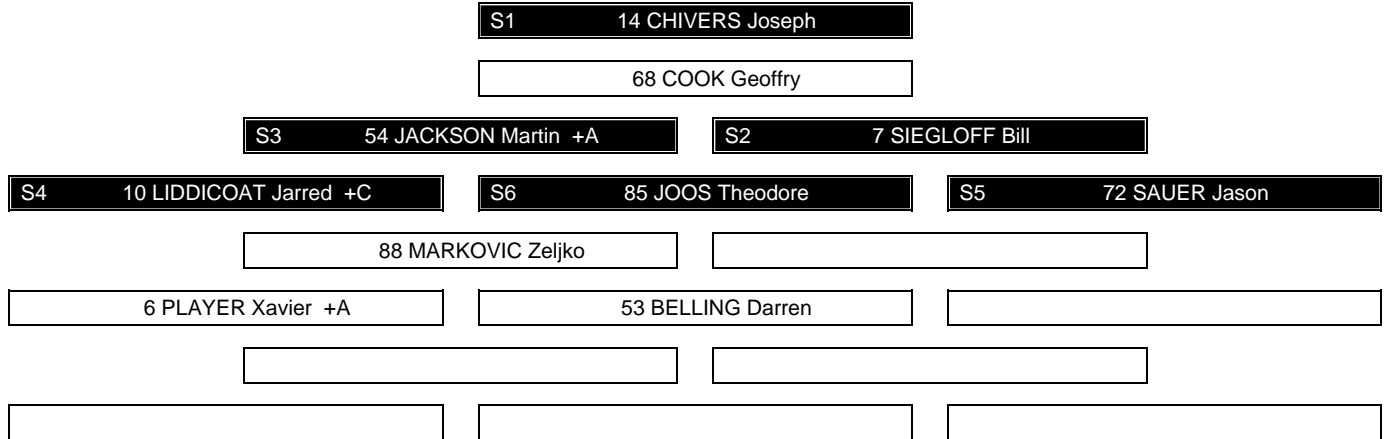 S1 14 CHIVERS Joseph
68 COOK Geoffry
S3 54 JACKSON Martin +A S2 7 SIEGLOFF Bill
S4 10 LIDDICOAT Jarred +C S6 85 JOOS Theodore S5 72 SAUER Jason
88 MARKOVIC Zeljko
6 PLAYER Xavier +A 53 BELLING Darren